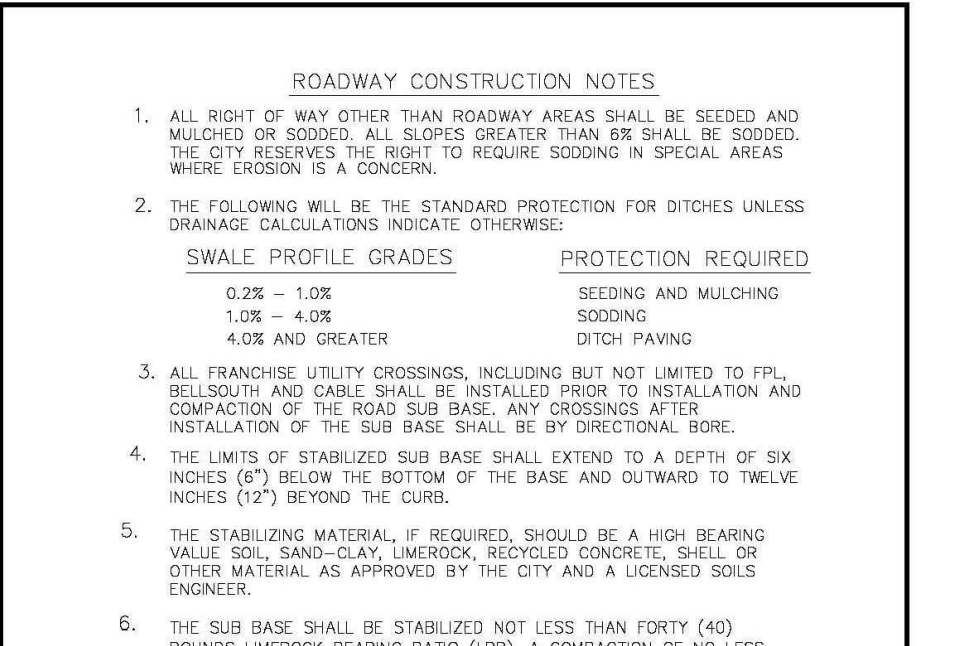 ROADWAY CONSTRUCTION NOTES
1. ALL RIGHT OF WAY OTHER THAN ROADWAY AREAS SHALL BE SEEDED AND
MULCHED OR SODDED. ALL SLOPES GREATER THAN 6% SHALL BE SODDED.
THE CITY RESERVES THE RIGHT TO REQUIRE SODDING IN SPECIAL AREAS
WHERE EROSION IS A CONCERN.
2. THE FOLLOWING WILL BE THE STANDARD PROTECTION FOR DITCHES UNLESS
DRAINAGE CALCULATIONS INDICATE OTHERWISE:
SWALE PROFILE GRADES PROTECTION REQUIRED
0.2% – 1.0% SEEDING AND MULCHING
1.0% – 4.0% SODDING
4.0% AND GREATER DITCH PAVING
3. ALL FRANCHISE UTILITY CROSSINGS, INCLUDING BUT NOT LIMITED TO FPL,
BELLSOUTH AND CABLE SHALL BE INSTALLED PRIOR TO INSTALLATION AND
COMPACTION OF THE ROAD SUB BASE. ANY CROSSINGS AFTER
INSTALLATION OF THE SUB BASE SHALL BE BY DIRECTIONAL BORE.
4. THE LIMITS OF STABILIZED SUB BASE SHALL EXTEND TO A DEPTH OF SIX
INCHES (6") BELOW THE BOTTOM OF THE BASE AND OUTWARD TO TWELVE
INCHES (12") BEYOND THE CURB.
5. THE STABILIZING MATERIAL, IF REQUIRED, SHOULD BE A HIGH BEARING
VALUE SOIL, SAND–CLAY, LIMEROCK, RECYCLED CONCRETE, SHELL OR
OTHER MATERIAL AS APPROVED BY THE CITY AND A LICENSED SOILS
ENGINEER.
6. THE SUB BASE SHALL BE STABILIZED NOT LESS THAN FORTY (40)
POUNDS LIMEROCK BEARING RATIO (LBR). A COMPACTION OF NO LESS